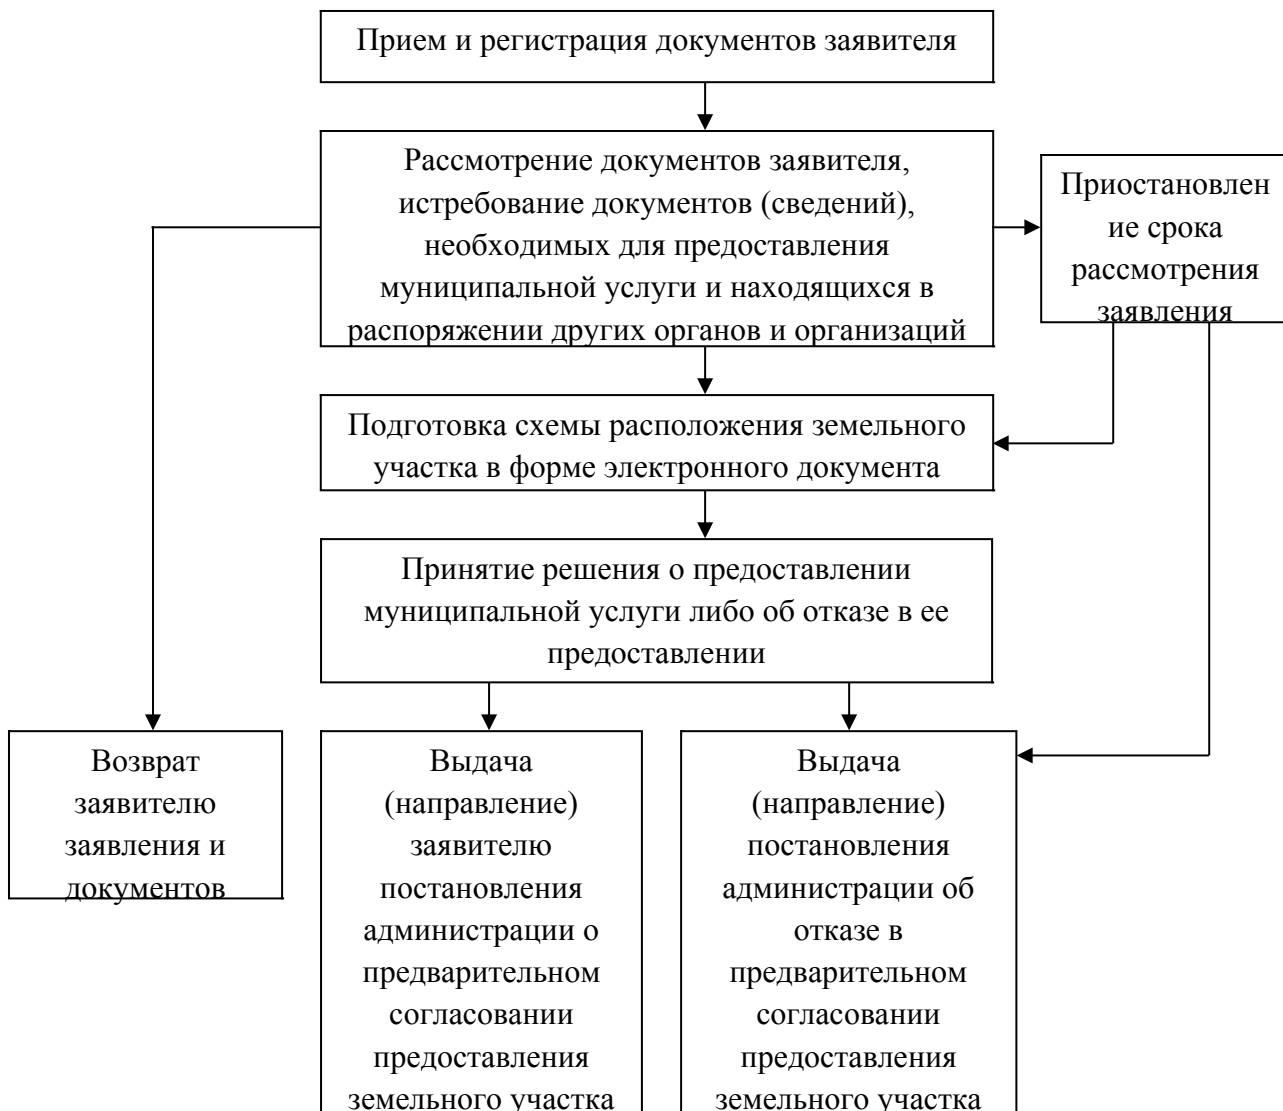 Прием и регистрация документов заявителя
Рассмотрение документов заявителя,
истребование документов (сведений),
необходимых для предоставления
муниципальной услуги и находящихся в
распоряжении других органов и организаций
Приостановлен
ие срока
рассмотрения
заявления
Подготовка схемы расположения земельного
участка в форме электронного документа
Принятие решения о предоставлении
муниципальной услуги либо об отказе в ее
предоставлении
Возврат
заявителю
заявления и
документов
Выдача
(направление)
заявителю
постановления
администрации о
предварительном
согласовании
предоставления
земельного участка
Выдача
(направление)
постановления
администрации об
отказе в
предварительном
согласовании
предоставления
земельного участка